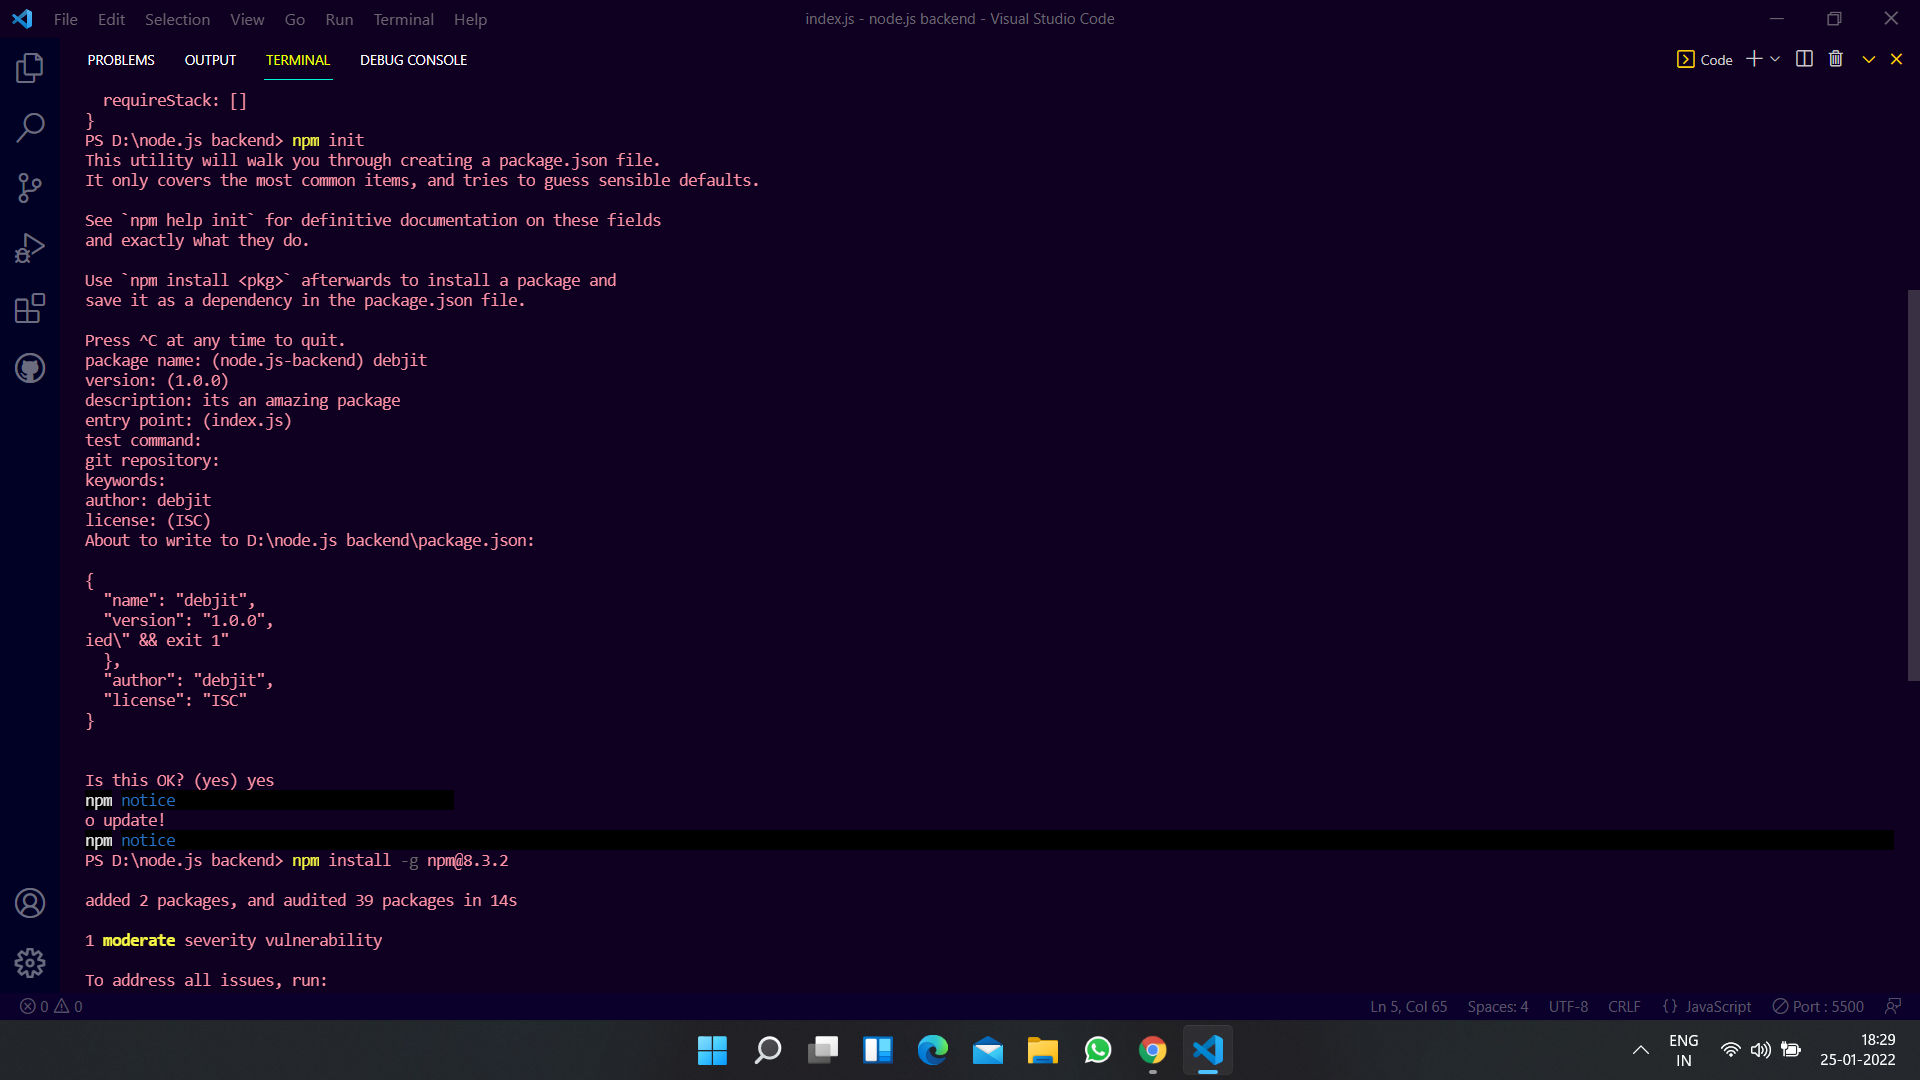 File Edit Selection View Go Run Terminal Help
index.js - node.js backend - Visual Studio Code
PROBLEMS OUTPUT TERMINAL DEBUG CONSOLE
Code
  requireStack: []
}
PS D:\node.js backend> npm init
This utility will walk you through creating a package.json file.
It only covers the most common items, and tries to guess sensible defaults.
See `npm help init` for definitive documentation on these fields
and exactly what they do.
Use `npm install <pkg>` afterwards to install a package and
save it as a dependency in the package.json file.
Press ^C at any time to quit.
package name: (node.js-backend) debjit
version: (1.0.0)
description: its an amazing package
entry point: (index.js)
test command:
git repository:
keywords:
author: debjit
license: (ISC)
About to write to D:\node.js backend\package.json:
{
  "name": "debjit",
  "version": "1.0.0",
ied\" && exit 1"
  },
  "author": "debjit",
  "license": "ISC"
}
Is this OK? (yes) yes
npm notice
o update!
npm notice
PS D:\node.js backend> npm install -g npm@8.3.2
added 2 packages, and audited 39 packages in 14s
1 moderate severity vulnerability
To address all issues, run:
0 0
Ln 5, Col 65 Spaces: 4 UTF-8 CRLF {} JavaScript Port : 5500
ENG
IN
18:29
25-01-2022